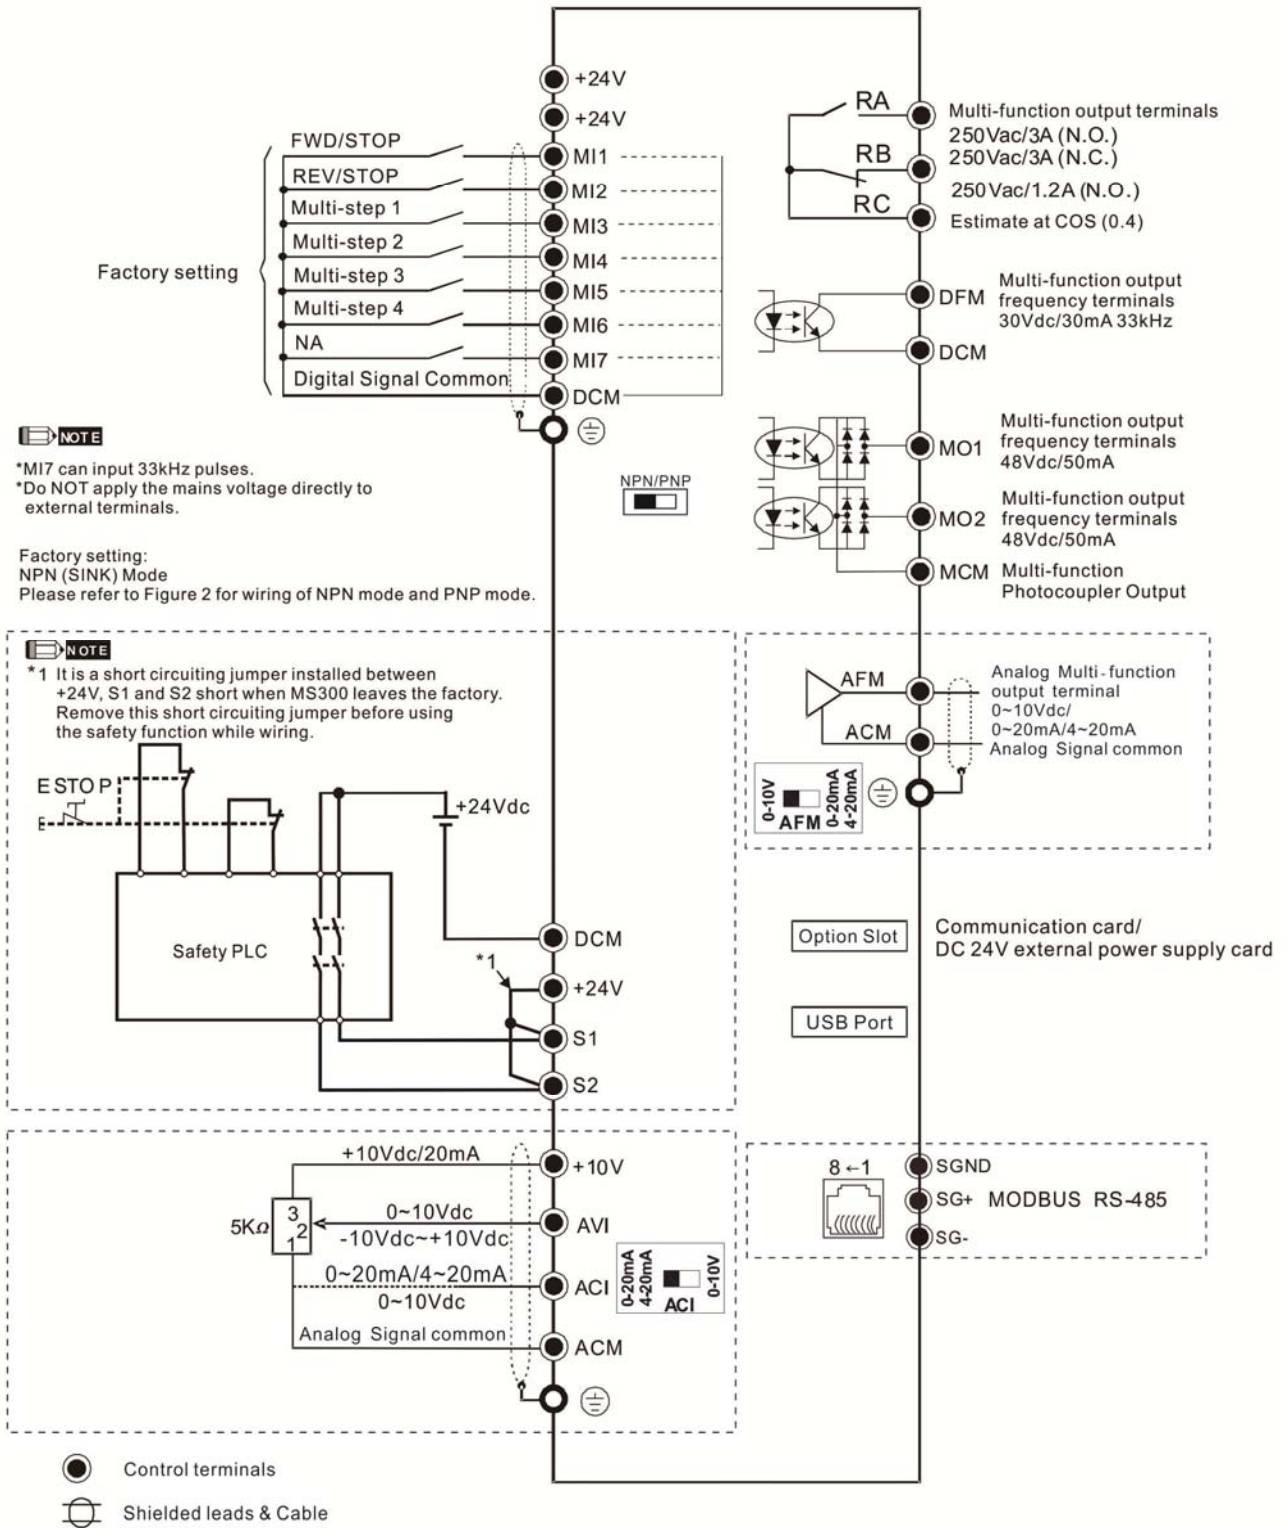 +24V
+24V
FWD/STOP
MI1
REV/STOP
MI2
Multi-step 1
MI3
Multi-step 2
MI4
Factory setting
Multi-step 3
MI5
Multi-step 4
MI6
NA
MI7
Digital Signal Common
DCM
RA
Multi-function output terminals
250Vac/3A (N.O.)
RB
250Vac/3A (N.C.)
250Vac/1.2A (N.O.)
RC
Estimate at COS (0.4)
DFM
Multi-function output
frequency terminals
30Vdc/30mA 33kHz
DCM
MO1
Multi-function output
frequency terminals
48Vdc/50mA
MO2
Multi-function output
frequency terminals
48Vdc/50mA
MCM
Multi-function
Photocoupler Output
NOTE
*MI7 can input 33kHz pulses.
*Do NOT apply the mains voltage directly to
external terminals.
NPN/PNP
Factory setting:
NPN (SINK) Mode
Please refer to Figure 2 for wiring of NPN mode and PNP mode.
NOTE
*1 It is a short circuiting jumper installed between
+24V, S1 and S2 short when MS300 leaves the factory.
Remove this short circuiting jumper before using
the safety function while wiring.
ESTOP
E
+24Vdc
Safety PLC
DCM
*1
+24V
S1
S2
AFM
ACM
Analog Multi-function
output terminal
0~10Vdc/
0~20mA/4~20mA
Analog Signal common
0-10V
AFM
0-20mA
4-20mA
Option Slot
Communication card/
DC 24V external power supply card
USB Port
+10Vdc/20mA
+10V
5KΩ
3
2
1
0~10Vdc
-10Vdc~+10Vdc
AVI
0~20mA/4~20mA
0~10Vdc
ACI
0-20mA
4-20mA
ACI
0-10V
Analog Signal common
ACM
8←1
SGND
SG+
MODBUS RS-485
SG-
Control terminals
Shielded leads & Cable